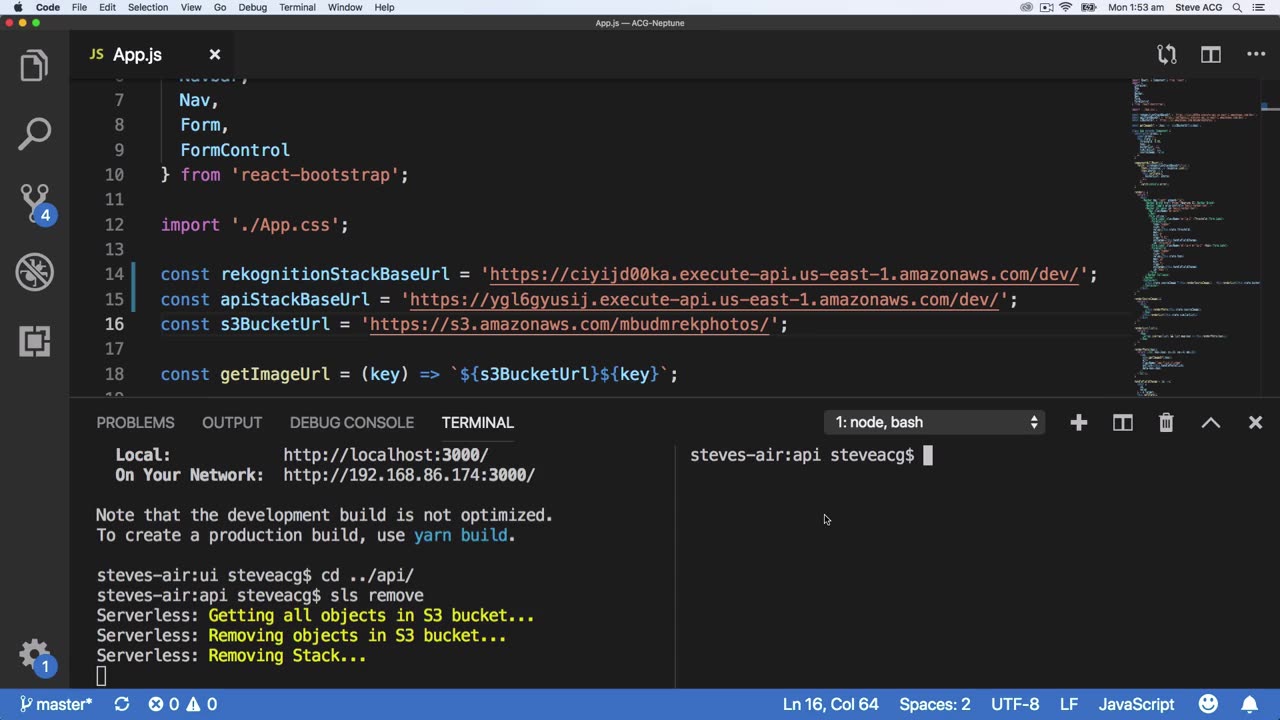 Code File Edit Selection View Go Debug Terminal Window Help Mon 1:53 am Steve ACG
App.js — ACG-Neptune
JS App.js
Navbar,
7 Nav,
8 Form,
9 FormControl
10 } from 'react-bootstrap';
11
12 import './App.css';
13
14 const rekognitionStackBaseUrl = 'https://ciyijd00ka.execute-api.us-east-1.amazonaws.com/dev/';
15 const apiStackBaseUrl = 'https://ygl6gyusij.execute-api.us-east-1.amazonaws.com/dev/';
16 const s3BucketUrl = 'https://s3.amazonaws.com/mbudmrekphotos/';
17
18 const getImageUrl = (key) => `${s3BucketUrl}${key}`;
4
PROBLEMS OUTPUT DEBUG CONSOLE TERMINAL 1: node, bash
Local: http://localhost:3000/
On Your Network: http://192.168.86.174:3000/
Note that the development build is not optimized.
To create a production build, use yarn build.
steves-air:ui steveacg$ cd ../api/
steves-air:api steveacg$ sls remove
Serverless: Getting all objects in S3 bucket...
Serverless: Removing objects in S3 bucket...
Serverless: Removing Stack...
steves-air:api steveacg$
1
master* 0 0 Ln 16, Col 64 Spaces: 2 UTF-8 LF JavaScript